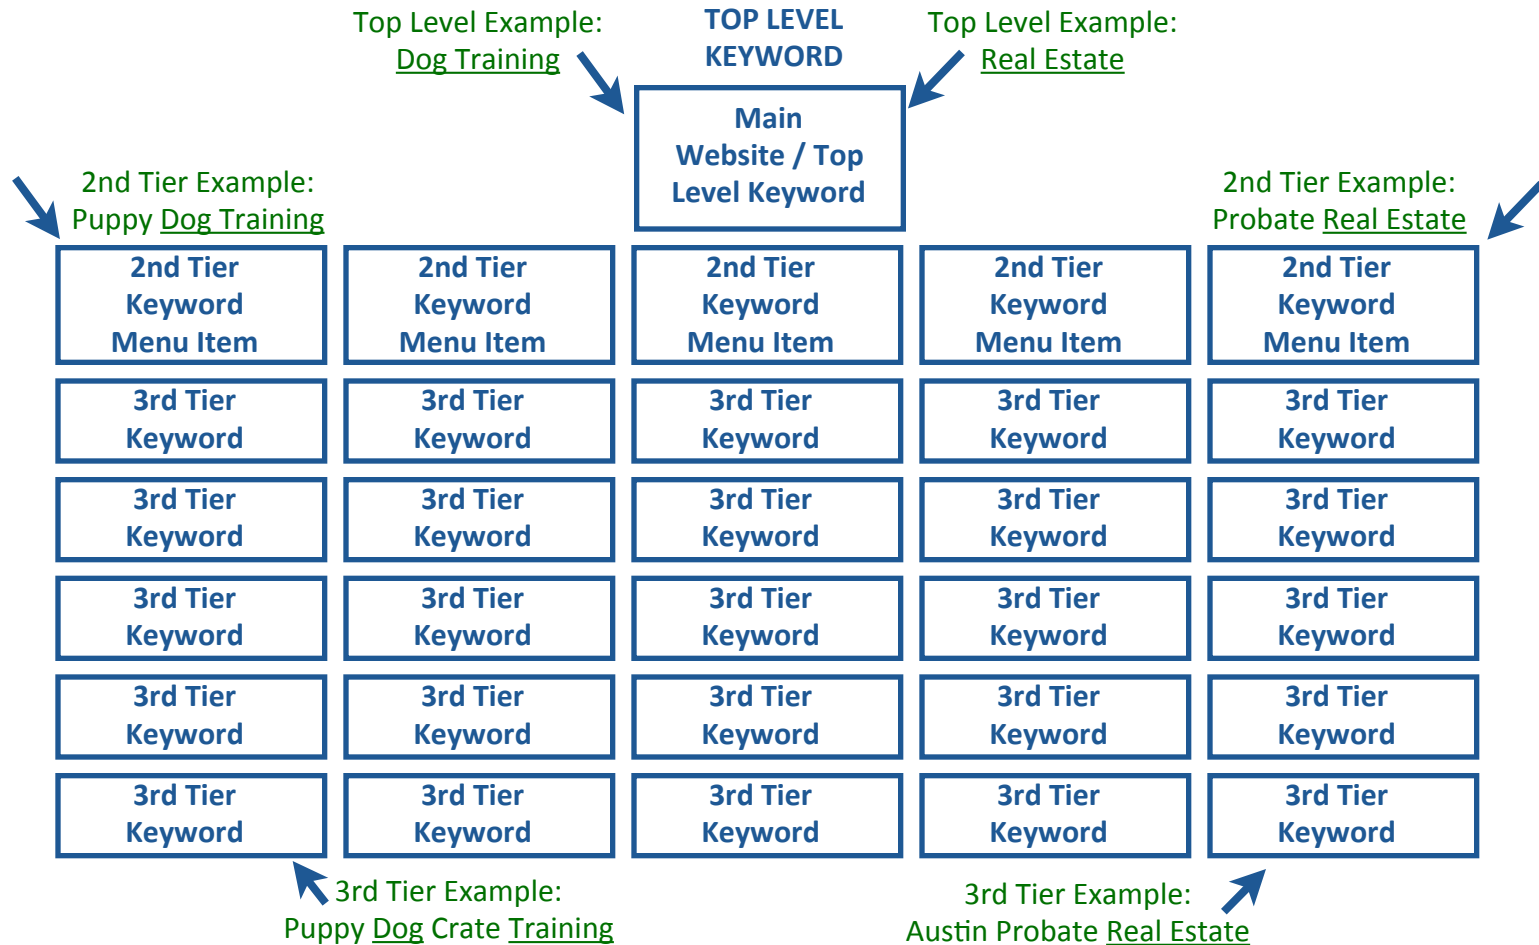 Top Level Example:
Dog Training
TOP LEVEL
KEYWORD
Top Level Example:
Real Estate
Main
Website / Top
Level Keyword
2nd Tier Example:
Puppy Dog Training
2nd Tier Example:
Probate Real Estate
2nd Tier
Keyword
Menu Item
2nd Tier
Keyword
Menu Item
2nd Tier
Keyword
Menu Item
2nd Tier
Keyword
Menu Item
2nd Tier
Keyword
Menu Item
3rd Tier
Keyword
3rd Tier
Keyword
3rd Tier
Keyword
3rd Tier
Keyword
3rd Tier
Keyword
3rd Tier
Keyword
3rd Tier
Keyword
3rd Tier
Keyword
3rd Tier
Keyword
3rd Tier
Keyword
3rd Tier
Keyword
3rd Tier
Keyword
3rd Tier
Keyword
3rd Tier
Keyword
3rd Tier
Keyword
3rd Tier
Keyword
3rd Tier
Keyword
3rd Tier
Keyword
3rd Tier
Keyword
3rd Tier
Keyword
3rd Tier
Keyword
3rd Tier
Keyword
3rd Tier
Keyword
3rd Tier
Keyword
3rd Tier
Keyword
3rd Tier Example:
Puppy Dog Crate Training
3rd Tier Example:
Austin Probate Real Estate